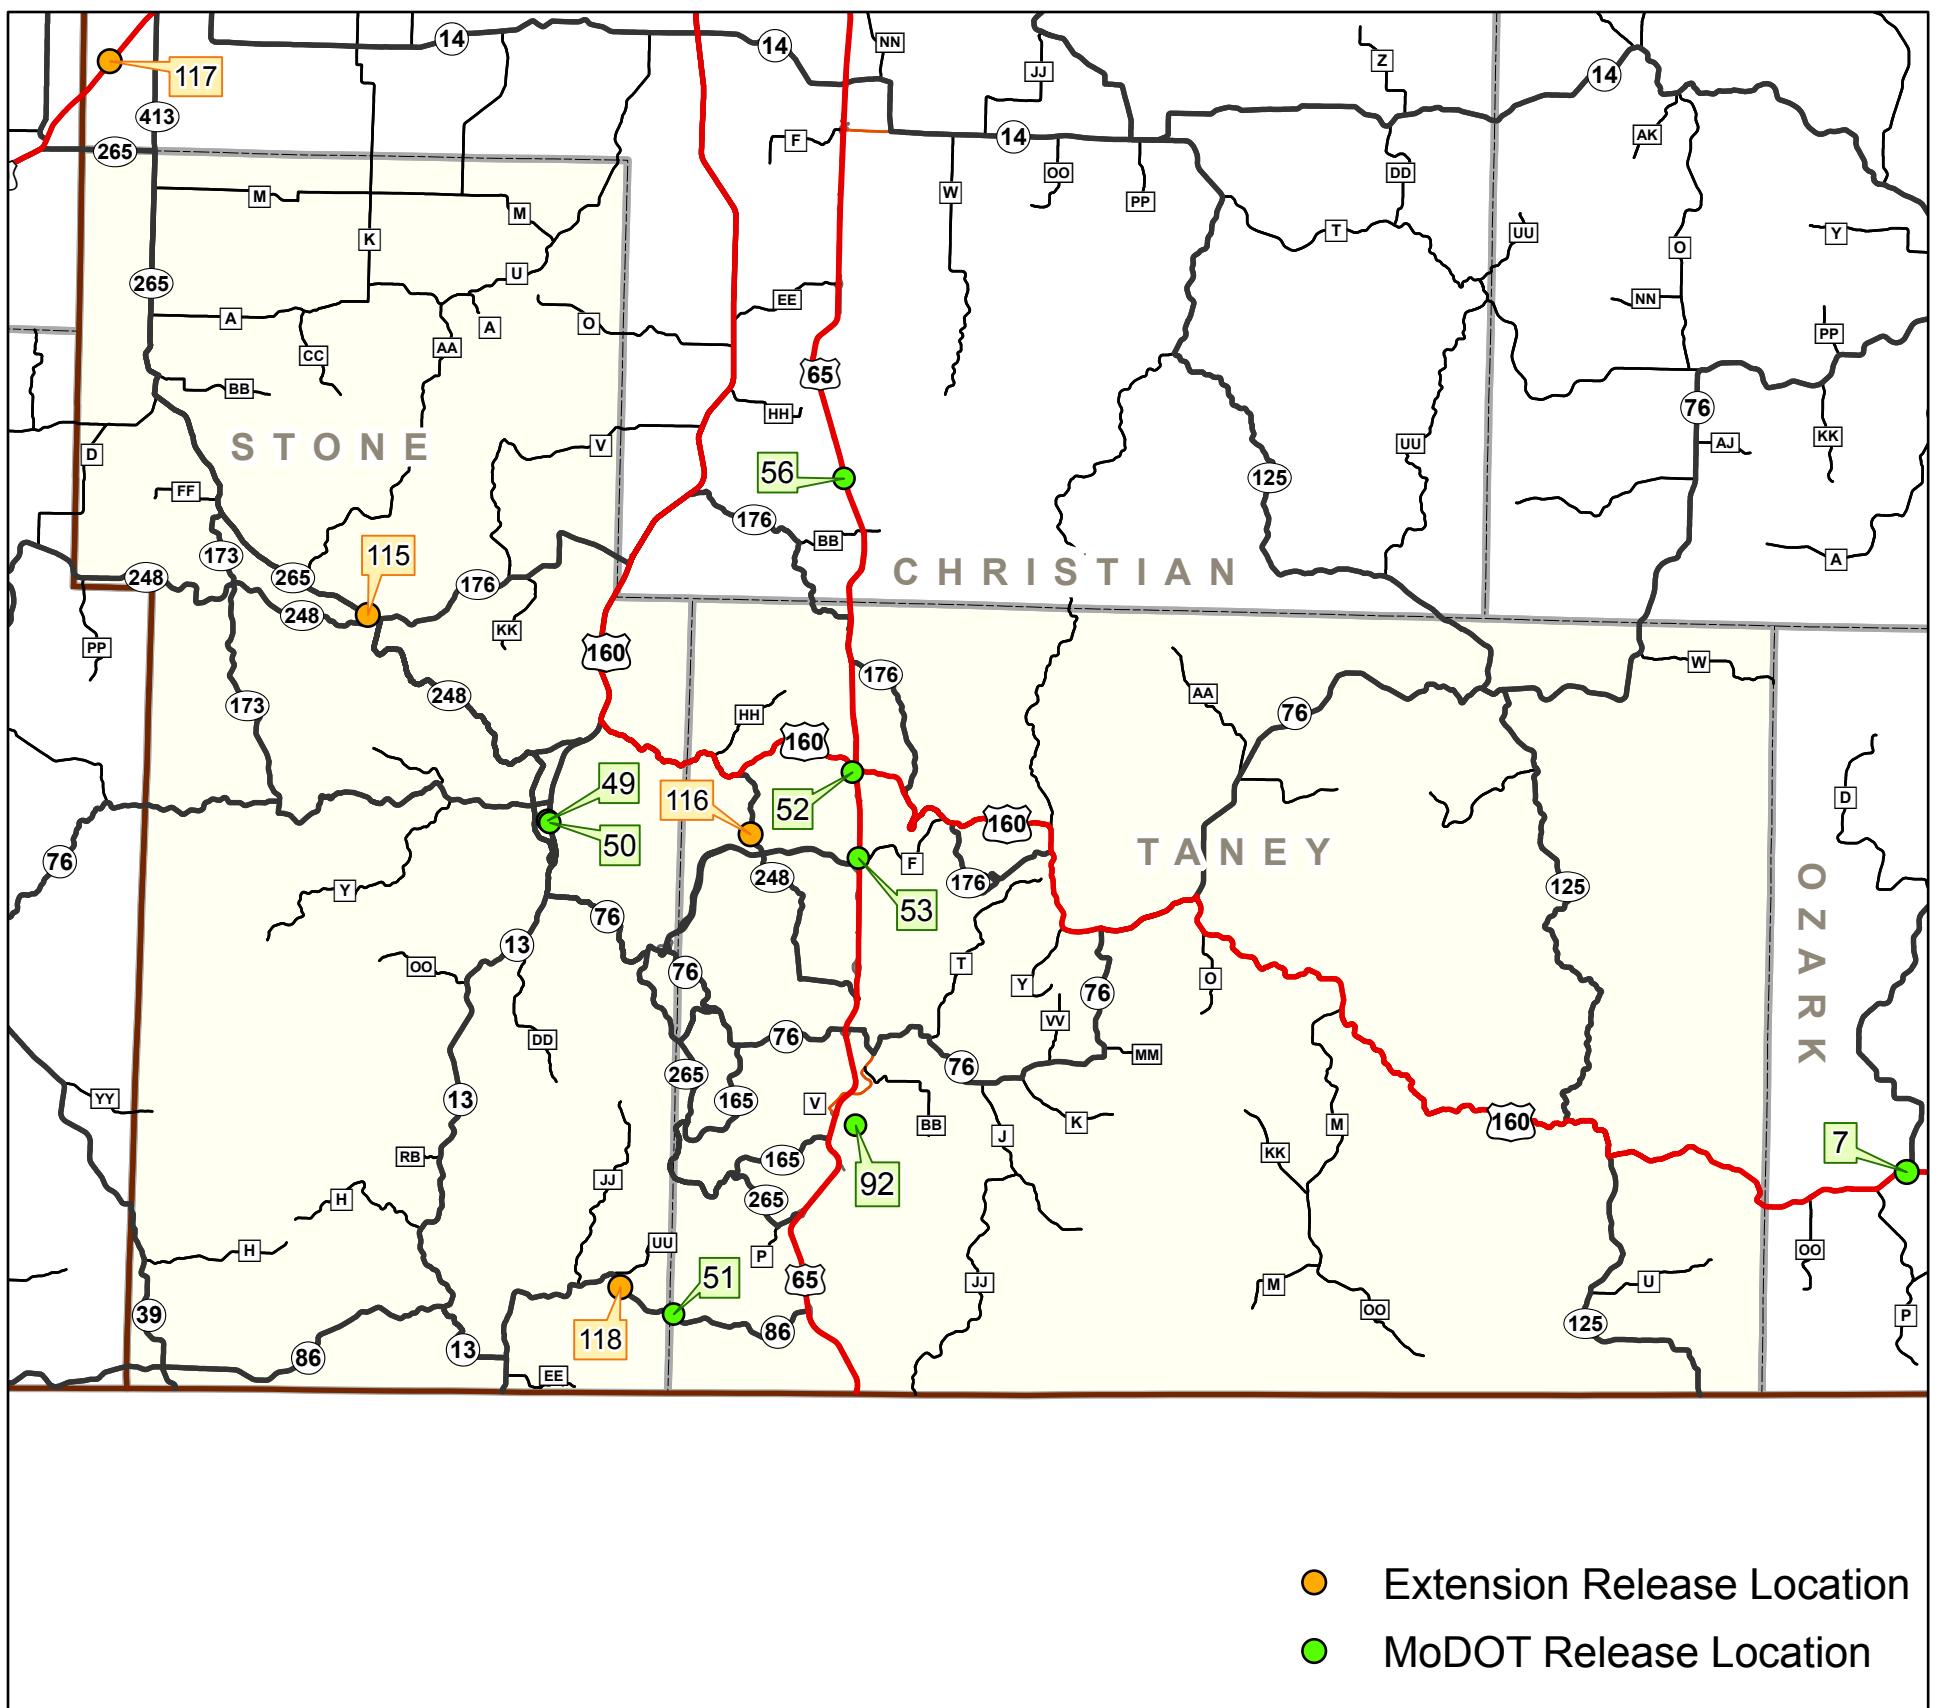 14
14
NN
JJ
Z
14
117
413
265
F
14
OO
W
PP
DD
AK
M
M
K
T
UU
O
Y
U
265
EE
NN
A
O
A
CC
AA
PP
65
BB
HH
76
STONE
D
V
UU
AJ
KK
56
125
FF
176
BB
115
CHRISTIAN
A
173
248
265
176
248
KK
PP
160
176
W
173
248
AA
HH
76
160
49
116
52
D
160
50
TANEY
76
F
248
176
125
OZARK
Y
53
76
13
OO
76
T
Y
76
O
DD
76
VV
MM
76
265
YY
13
165
V
BB
J
K
M
160
7
RB
KK
165
JJ
92
H
265
UU
H
P
51
OO
65
JJ
M
U
39
OO
P
118
86
125
13
86
EE
Extension Release Location
MoDOT Release Location